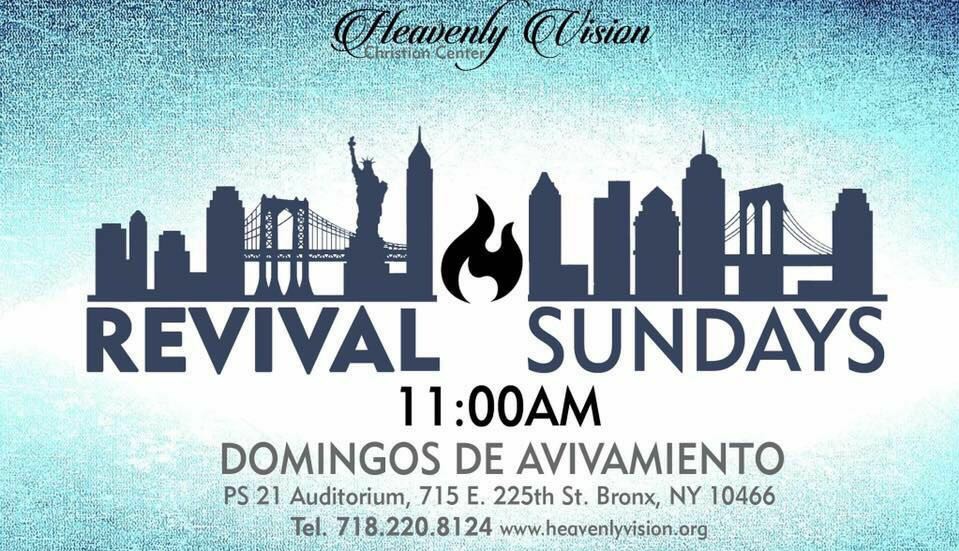 Heavenly Vision
Christian Center
REVIVAL SUNDAYS
11:00AM
DOMINGOS DE AVIVAMIENTO
PS 21 Auditorium, 715 E. 225th St. Bronx, NY 10466
Tel. 718.220.8124 www.heavenlyvision.org